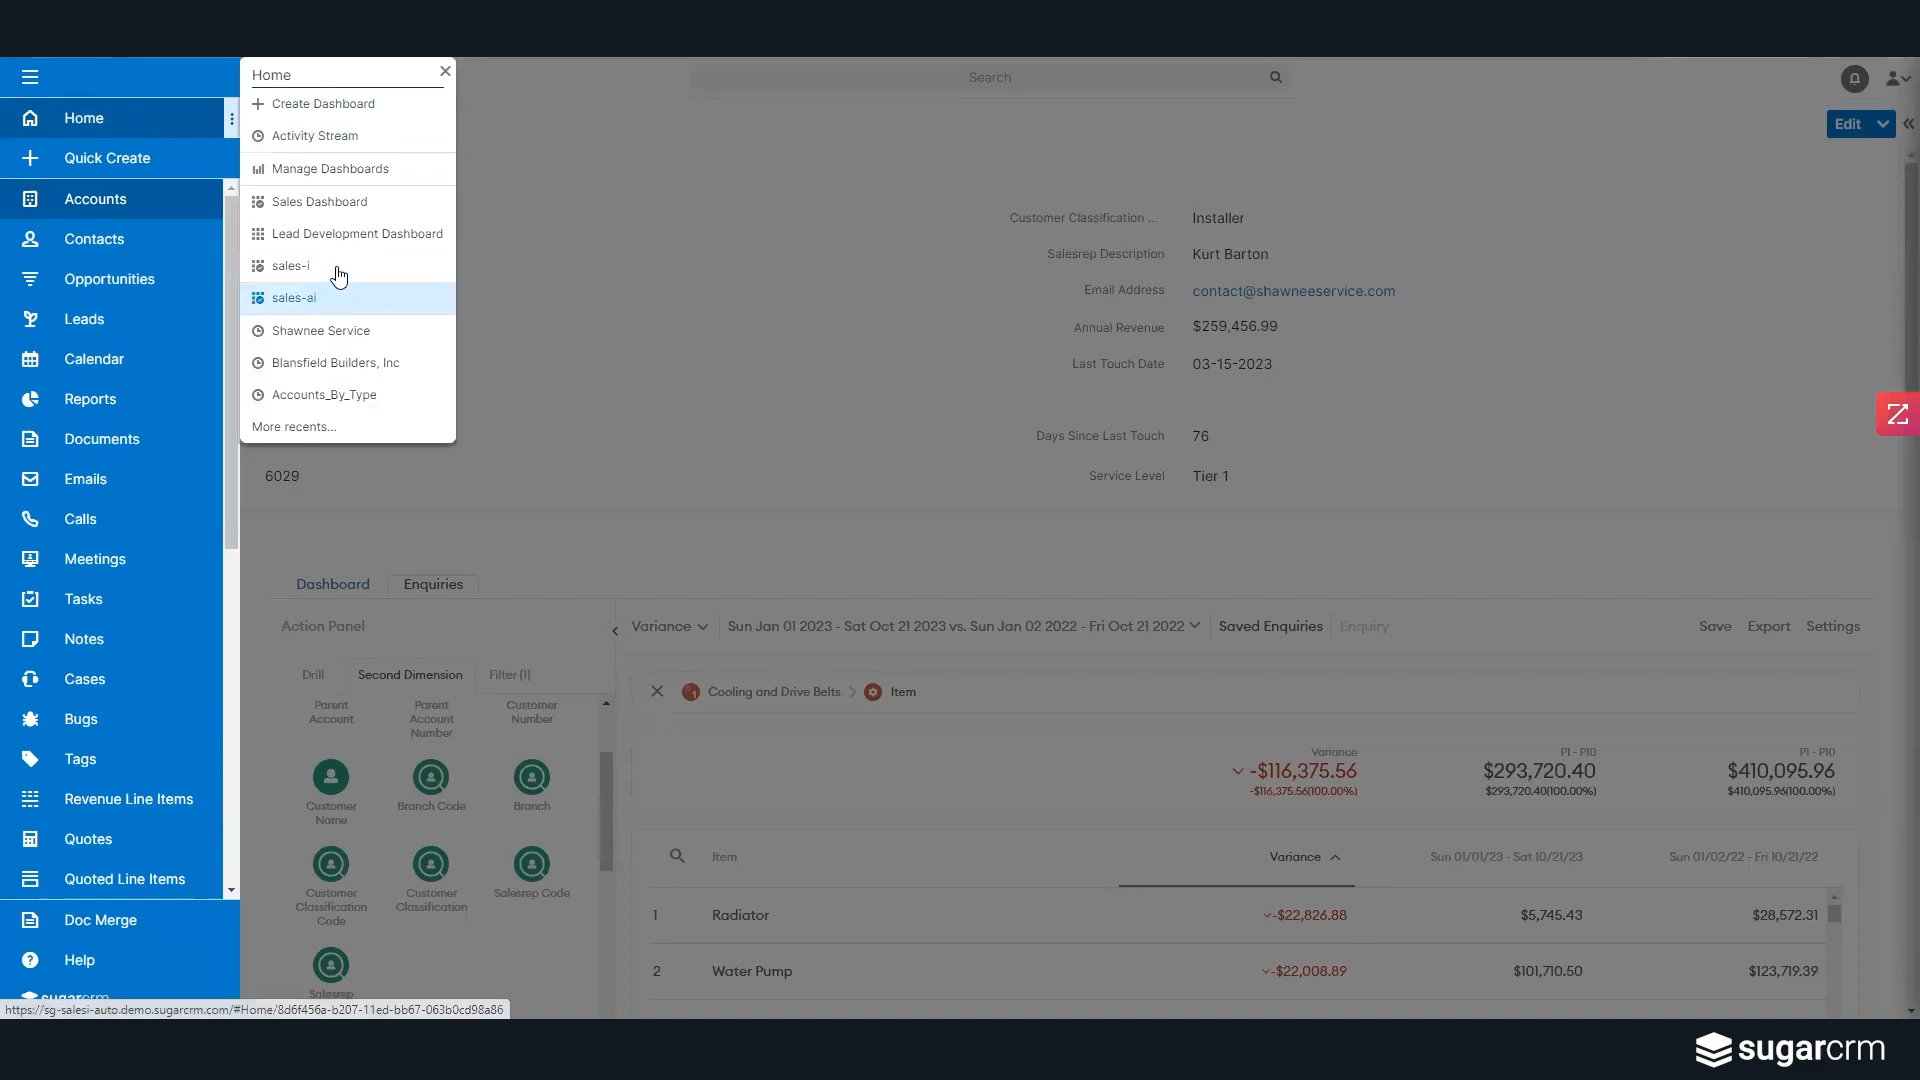 Home
Quick Create
Accounts
Contacts
Opportunities
Leads
Calendar
Reports
Documents
Emails
Calls
Meetings
Tasks
Notes
Cases
Bugs
Tags
Revenue Line Items
Quotes
Quoted Line Items
Doc Merge
Help
sugarcrm
https://sg-salesi-auto.demo.sugarcrm.com/#Home/8d6f456a-b207-11ed-bb67-063b0cd98a86
Home
Create Dashboard
Activity Stream
Manage Dashboards
Sales Dashboard
Lead Development Dashboard
sales-i
sales-ai
Shawnee Service
Blansfield Builders, Inc
Accounts_By_Type
More recents...
Search
Edit
Customer Classification ... Installer
Salesrep Description Kurt Barton
Email Address contact@shawneeservice.com
Annual Revenue $259,456.99
Last Touch Date 03-15-2023
Days Since Last Touch 76
6029 Service Level Tier 1
Dashboard Enquiries
Action Panel
Drill Second Dimension Filter (1)
Parent
Account
Parent
Account
Number
Customer
Number
Customer
Name
Branch Code
Branch
Customer
Classification
Code
Customer
Classification
Salesrep Code
Salesrep
Variance Sun Jan 01 2023 - Sat Oct 21 2023 vs. Sun Jan 02 2022 - Fri Oct 21 2022 Saved Enquiries Enquiry Save Export Settings
1 Cooling and Drive Belts Item
Variance P1 - P10 P1 - P10
-$116,375.56 $293,720.40 $410,095.96
-$116,375.56(100.00%) $293,720.40(100.00%) $410,095.96(100.00%)
Item Variance Sun 01/01/23 - Sat 10/21/23 Sun 01/02/22 - Fri 10/21/22
1 Radiator -$22,826.88 $5,745.43 $28,572.31
2 Water Pump -$22,008.89 $101,710.50 $123,719.39
sugarcrm